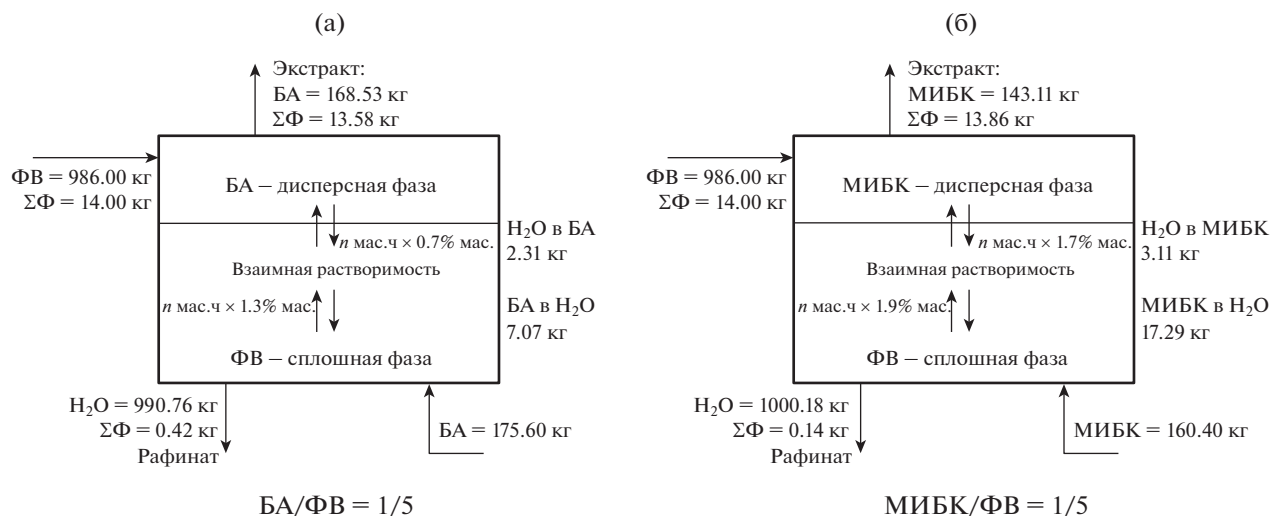 (а)
Экстракт:
БА = 168.53 кг
ΣФ = 13.58 кг
ФВ = 986.00 кг
ΣФ = 14.00 кг
БА – дисперсная фаза
n мас.ч × 0.7% мас.
H₂O в БА
2.31 кг
Взаимная растворимость
n мас.ч × 1.3% мас.
БА в H₂O
7.07 кг
ФВ – сплошная фаза
H₂O = 990.76 кг
ΣФ = 0.42 кг
Рафинат
БА = 175.60 кг
БА/ФВ = 1/5
(б)
Экстракт:
МИБК = 143.11 кг
ΣФ = 13.86 кг
ФВ = 986.00 кг
ΣФ = 14.00 кг
МИБК – дисперсная фаза
n мас.ч × 1.7% мас.
H₂O в МИБК
3.11 кг
Взаимная растворимость
n мас.ч × 1.9% мас.
МИБК в H₂O
17.29 кг
ФВ – сплошная фаза
H₂O = 1000.18 кг
ΣФ = 0.14 кг
Рафинат
МИБК = 160.40 кг
МИБК/ФВ = 1/5